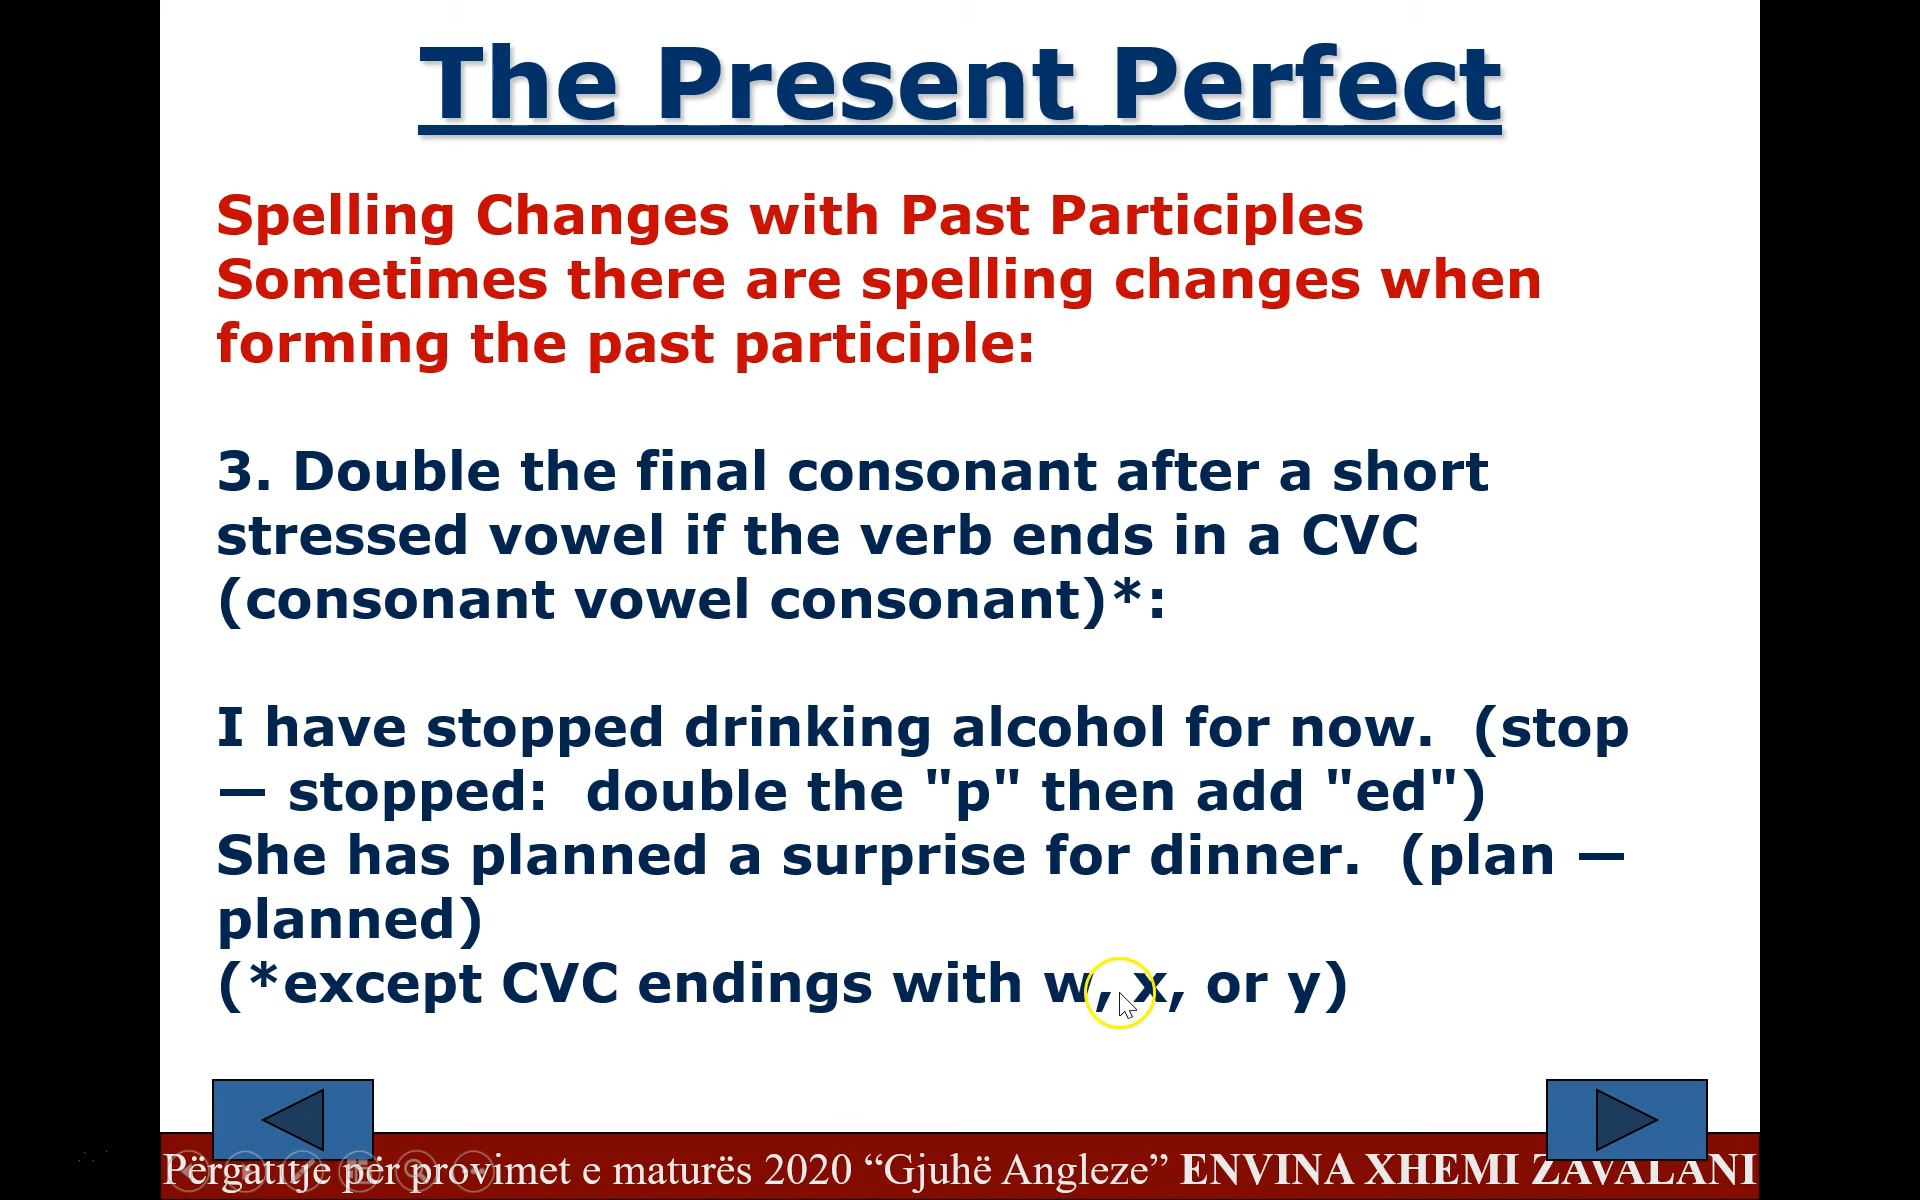 The Present Perfect
Spelling Changes with Past Participles
Sometimes there are spelling changes when
forming the past participle:
3. Double the final consonant after a short
stressed vowel if the verb ends in a CVC
(consonant vowel consonant)*:
I have stopped drinking alcohol for now.  (stop
— stopped:  double the "p" then add "ed")
She has planned a surprise for dinner.  (plan —
planned)
(*except CVC endings with w, x, or y)
Përgatitje për provimet e maturës 2020 “Gjuhë Angleze” ENVINA XHEMI ZAVALANI